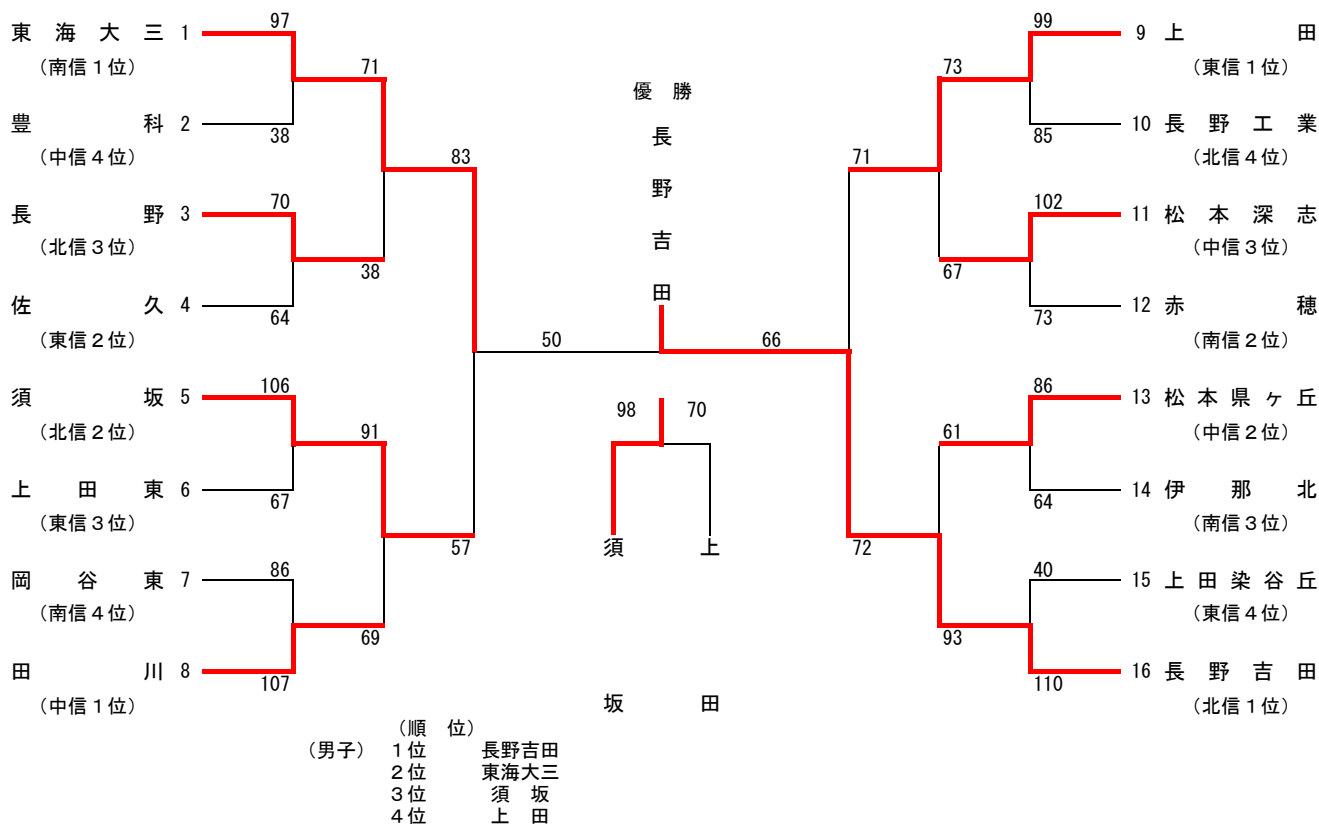 97
東海大三 1
（南信1位）
71
豊科 2
38
（中信4位）
83
長野 3
70
（北信3位）
38
佐久 4
64
（東信2位）
50
須坂 5
106
（北信2位）
91
上田東 6
67
（東信3位）
57
岡谷東 7
86
（南信4位）
69
田川 8
107
（中信1位）
優勝
長野吉田
66
98 70
須坂
上田
99
9 上田
（東信1位）
73
10 長野工業
85
（北信4位）
71
102
11 松本深志
（中信3位）
67
12 赤穂
73
（南信2位）
86
13 松本県ヶ丘
（中信2位）
61
14 伊那北
64
（南信3位）
72
40
15 上田染谷丘
（東信4位）
93
16 長野吉田
110
（北信1位）
（順位）
（男子） 1位 長野吉田
2位 東海大三
3位 須坂
4位 上田